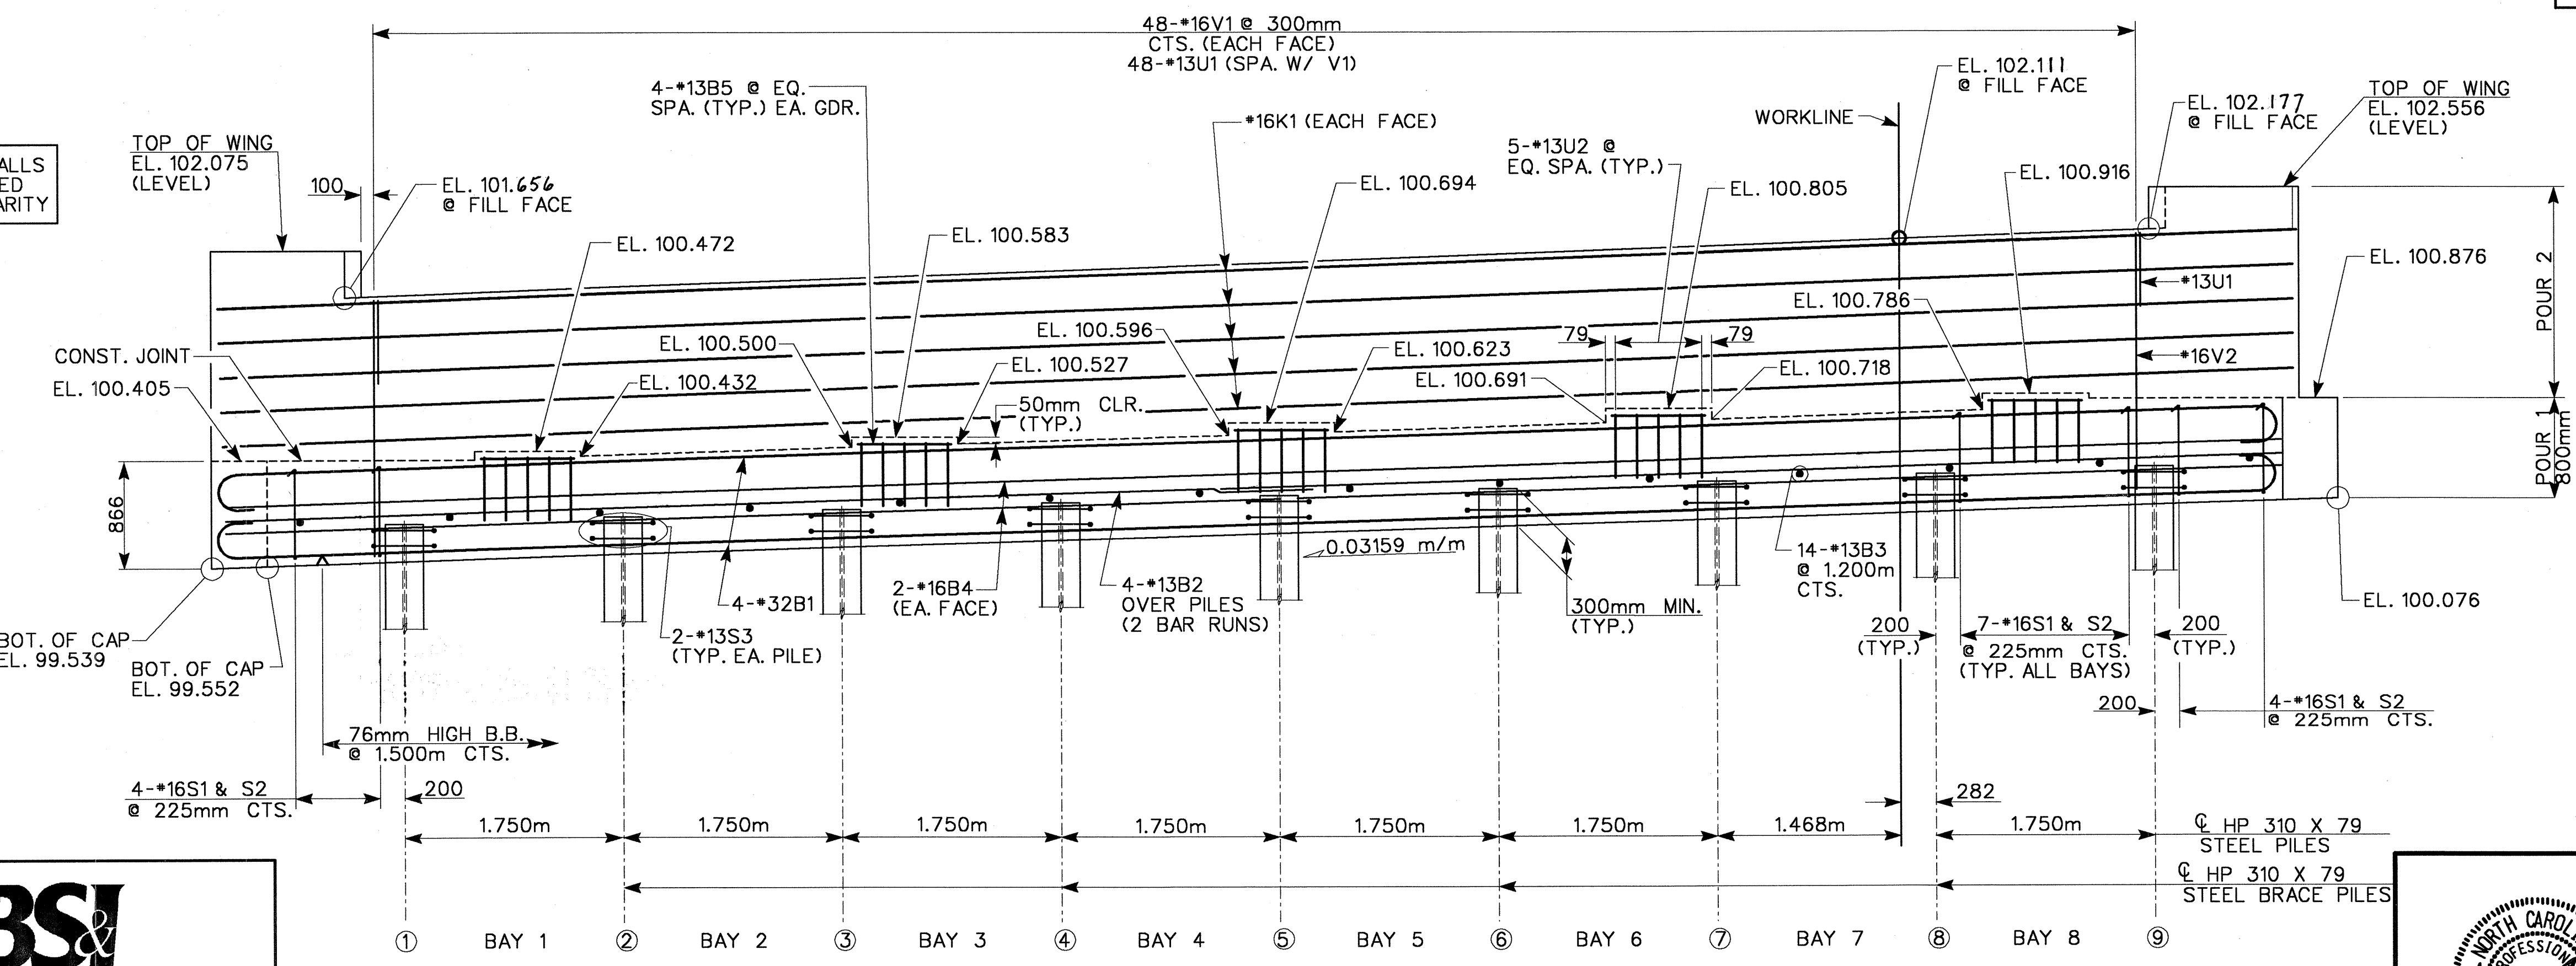 48-#16V1 @ 300mm
CTS. (EACH FACE)
48-#13U1 (SPA. W/ V1)
4-#13B5 @ EQ.
SPA. (TYP.) EA. GDR.
#16K1 (EACH FACE)
WORKLINE
EL. 102.111
@ FILL FACE
EL. 102.177
@ FILL FACE
TOP OF WING
EL. 102.556
(LEVEL)
ALLS
ED
ARITY
TOP OF WING
EL. 102.075
(LEVEL)
100
EL. 101.656
@ FILL FACE
5-#13U2 @
EQ. SPA. (TYP.)
EL. 100.472
EL. 100.583
EL. 100.694
EL. 100.805
EL. 100.916
EL. 100.876
#13U1
#16V2
POUR 2
POUR 1
800mm
CONST. JOINT
EL. 100.405
EL. 100.432
EL. 100.500
EL. 100.527
50mm CLR.
(TYP.)
EL. 100.596
EL. 100.623
79
79
EL. 100.691
EL. 100.718
EL. 100.786
866
BOT. OF CAP
EL. 99.539
BOT. OF CAP
EL. 99.552
4-#32B1
2-#13S3
(TYP. EA. PILE)
2-#16B4
(EA. FACE)
4-#13B2
OVER PILES
(2 BAR RUNS)
0.03159 m/m
300mm MIN.
(TYP.)
14-#13B3
@ 1.200m
CTS.
200
(TYP.)
7-#16S1 & S2
@ 225mm CTS.
(TYP. ALL BAYS)
200
(TYP.)
EL. 100.076
76mm HIGH B.B.
@ 1.500m CTS.
200
4-#16S1 & S2
@ 225mm CTS.
4-#16S1 & S2
@ 225mm CTS.
200
282
1.750m
1.750m
1.750m
1.750m
1.750m
1.750m
1.468m
1.750m
℄ HP 310 X 79
STEEL PILES
℄ HP 310 X 79
STEEL BRACE PILES
1 BAY 1 2 BAY 2 3 BAY 3 4 BAY 4 5 BAY 5 6 BAY 6 7 BAY 7 8 BAY 8 9
BS&
NORTH CAROL
OFESSION